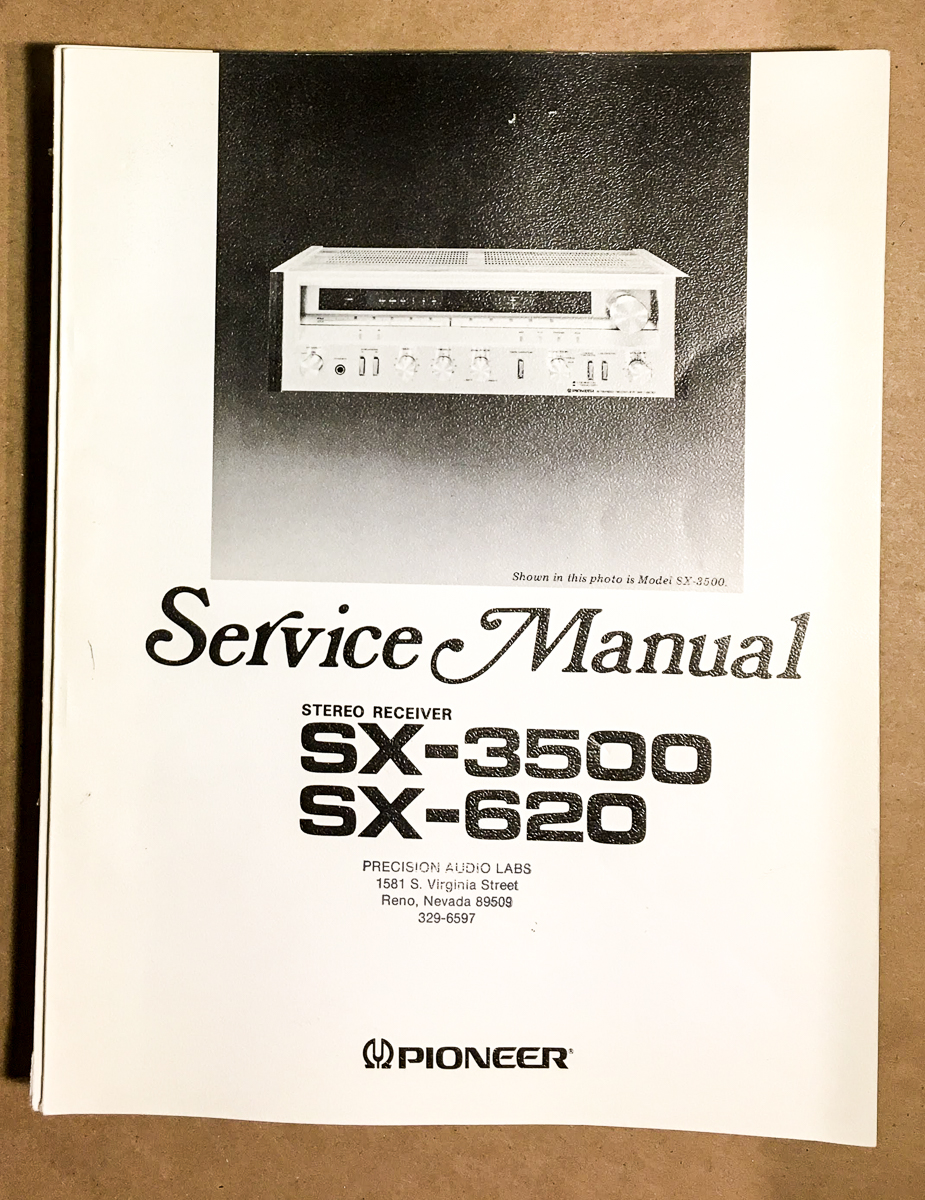 PIONEER
Shown in this photo is Model SX-3500.
Service Manual
STEREO RECEIVER
SX-3500
SX-620
PRECISION AUDIO LABS
1581 S. Virginia Street
Reno, Nevada 89509
329-6597
PIONEER®